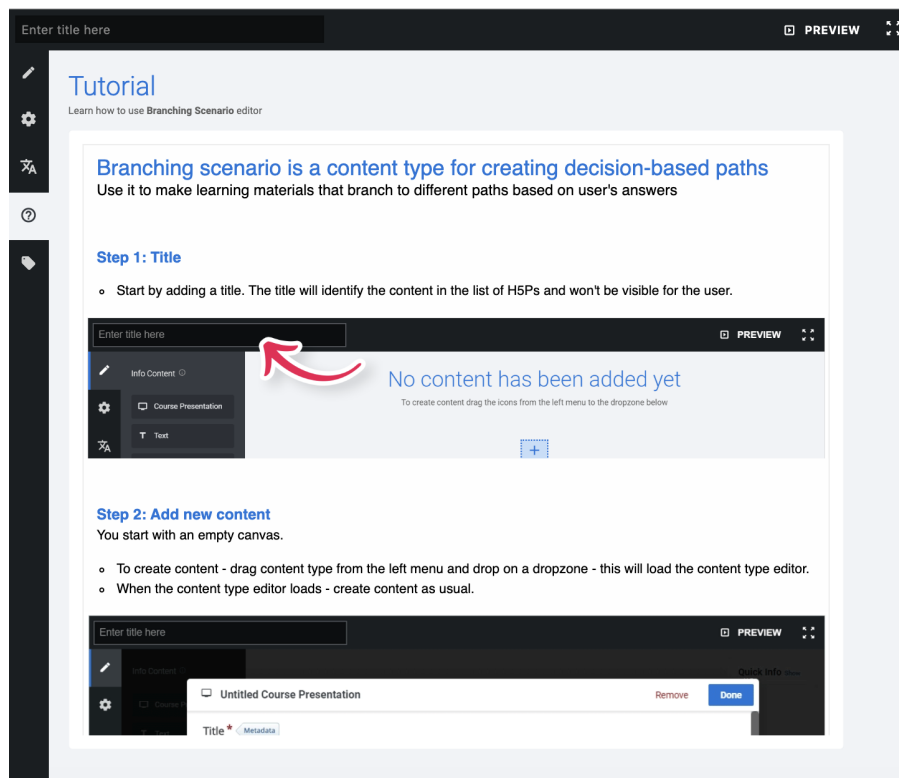 Enter title here
PREVIEW
Tutorial
Learn how to use Branching Scenario editor
Branching scenario is a content type for creating decision-based paths
Use it to make learning materials that branch to different paths based on user's answers
Step 1: Title
Start by adding a title. The title will identify the content in the list of H5Ps and won't be visible for the user.
Enter title here
PREVIEW
Info Content
No content has been added yet
Course Presentation
To create content drag the icons from the left menu to the dropzone below
Text
Step 2: Add new content
You start with an empty canvas.
To create content - drag content type from the left menu and drop on a dropzone - this will load the content type editor.
When the content type editor loads - create content as usual.
Enter title here
PREVIEW
Info Content
Quick Info
Untitled Course Presentation
Remove
Done
Title * Metadata